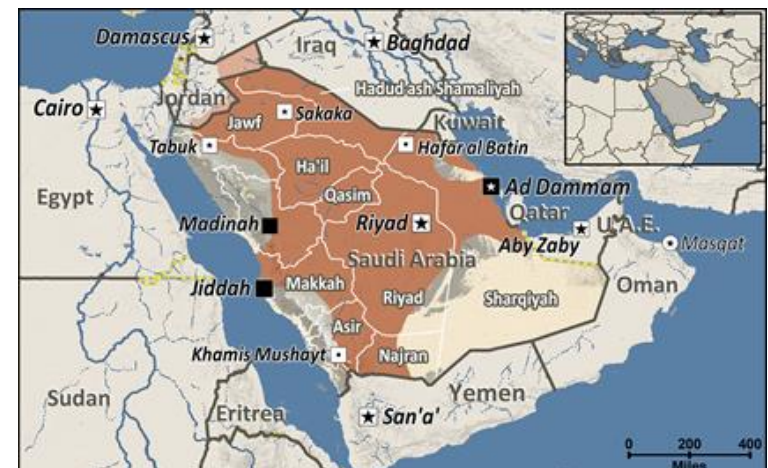 Damascus
Iraq
Baghdad
Hadud ash Shamaliyah
Jordan
Cairo
Jawf
Sakaka
Kuwait
Tabuk
Hafar al Batin
Ha'il
Egypt
Qasim
Ad Dammam
Madinah
Riyad
Qatar
U.A.E.
Aby Zaby
Masqat
Saudi Arabia
Jiddah
Makkah
Riyad
Sharqiyah
Oman
Asir
Khamis Mushayt
Najran
Sudan
Eritrea
Yemen
San'a'
0 200 400
Miles